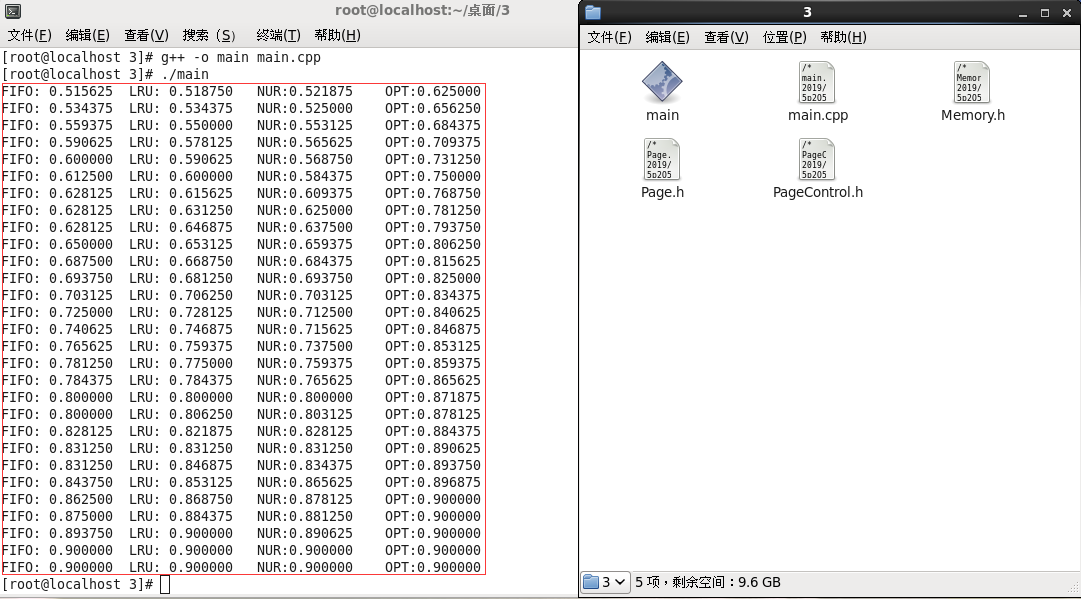 root@localhost:~/桌面/3
文件(F) 编辑(E) 查看(V) 搜索 (S) 终端(T) 帮助(H)
[root@localhost 3]# g++ -o main main.cpp
[root@localhost 3]# ./main
FIFO: 0.515625 LRU: 0.518750 NUR:0.521875 OPT:0.625000
FIFO: 0.534375 LRU: 0.534375 NUR:0.525000 OPT:0.656250
FIFO: 0.559375 LRU: 0.550000 NUR:0.553125 OPT:0.684375
FIFO: 0.590625 LRU: 0.578125 NUR:0.565625 OPT:0.709375
FIFO: 0.600000 LRU: 0.590625 NUR:0.568750 OPT:0.731250
FIFO: 0.612500 LRU: 0.600000 NUR:0.584375 OPT:0.750000
FIFO: 0.628125 LRU: 0.615625 NUR:0.609375 OPT:0.768750
FIFO: 0.628125 LRU: 0.631250 NUR:0.625000 OPT:0.781250
FIFO: 0.628125 LRU: 0.646875 NUR:0.637500 OPT:0.793750
FIFO: 0.650000 LRU: 0.653125 NUR:0.659375 OPT:0.806250
FIFO: 0.687500 LRU: 0.668750 NUR:0.684375 OPT:0.815625
FIFO: 0.693750 LRU: 0.681250 NUR:0.693750 OPT:0.825000
FIFO: 0.703125 LRU: 0.706250 NUR:0.703125 OPT:0.834375
FIFO: 0.725000 LRU: 0.728125 NUR:0.712500 OPT:0.840625
FIFO: 0.740625 LRU: 0.746875 NUR:0.715625 OPT:0.846875
FIFO: 0.765625 LRU: 0.759375 NUR:0.737500 OPT:0.853125
FIFO: 0.781250 LRU: 0.775000 NUR:0.759375 OPT:0.859375
FIFO: 0.784375 LRU: 0.784375 NUR:0.765625 OPT:0.865625
FIFO: 0.800000 LRU: 0.800000 NUR:0.800000 OPT:0.871875
FIFO: 0.800000 LRU: 0.806250 NUR:0.803125 OPT:0.878125
FIFO: 0.828125 LRU: 0.821875 NUR:0.828125 OPT:0.884375
FIFO: 0.831250 LRU: 0.831250 NUR:0.831250 OPT:0.890625
FIFO: 0.831250 LRU: 0.846875 NUR:0.834375 OPT:0.893750
FIFO: 0.843750 LRU: 0.853125 NUR:0.865625 OPT:0.896875
FIFO: 0.862500 LRU: 0.868750 NUR:0.878125 OPT:0.900000
FIFO: 0.875000 LRU: 0.884375 NUR:0.881250 OPT:0.900000
FIFO: 0.893750 LRU: 0.900000 NUR:0.890625 OPT:0.900000
FIFO: 0.900000 LRU: 0.900000 NUR:0.900000 OPT:0.900000
FIFO: 0.900000 LRU: 0.900000 NUR:0.900000 OPT:0.900000
[root@localhost 3]#
3
文件(F) 编辑(E) 查看(V) 位置(P) 帮助(H)
/*
main.
2019/
5p205
/*
Memor
2019/
5p205
main main.cpp Memory.h
/*
Page.
2019/
5p205
/*
PageC
2019/
5p205
Page.h PageControl.h
3 5 项，剩余空间：9.6 GB